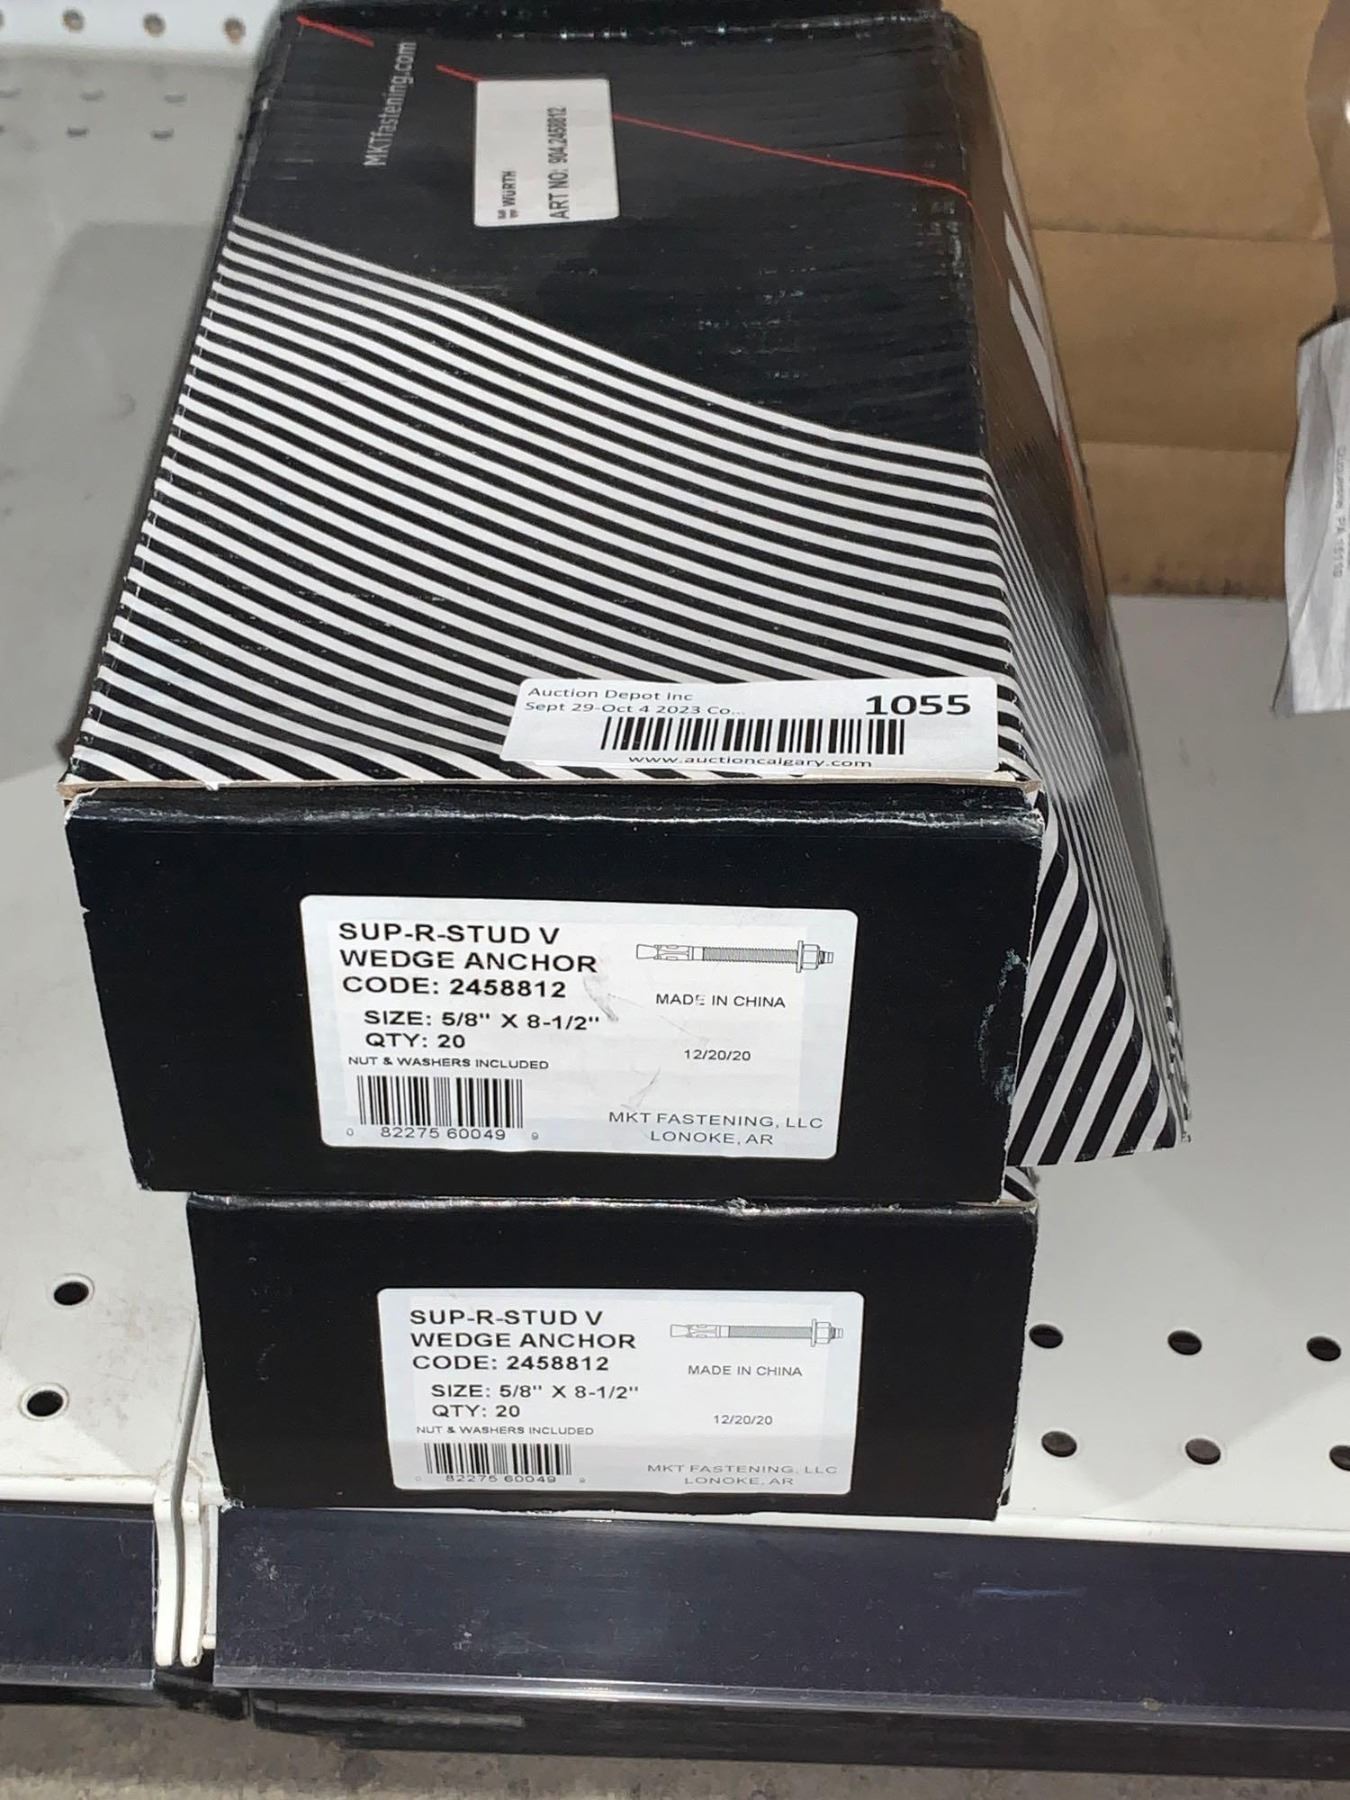 MKTfastening.com
WÜRTH
ART NO: 904.2458812
Auction Depot Inc
Sept 29-Oct 4 2023 Co...
1055
www.auctioncalgary.com
SUP-R-STUD V
WEDGE ANCHOR
CODE: 2458812
SIZE: 5/8" X 8-1/2"
QTY: 20
NUT & WASHERS INCLUDED
0 82275 60049 9
MADE IN CHINA
12/20/20
MKT FASTENING, LLC
LONOKE, AR
SUP-R-STUD V
WEDGE ANCHOR
CODE: 2458812
SIZE: 5/8" X 8-1/2"
QTY: 20
NUT & WASHERS INCLUDED
0 82275 60049 9
MADE IN CHINA
12/20/20
MKT FASTENING, LLC
LONOKE, AR